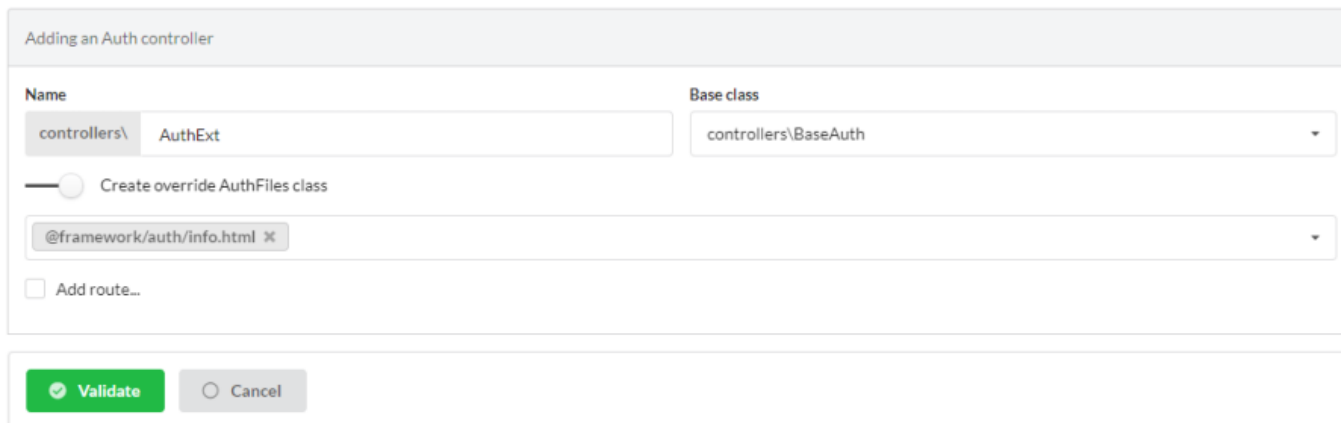 Adding an Auth controller
Name
Base class
controllers\ AuthExt
controllers\BaseAuth
Create override AuthFiles class
@framework/auth/info.html ×
Add route...
Validate
Cancel